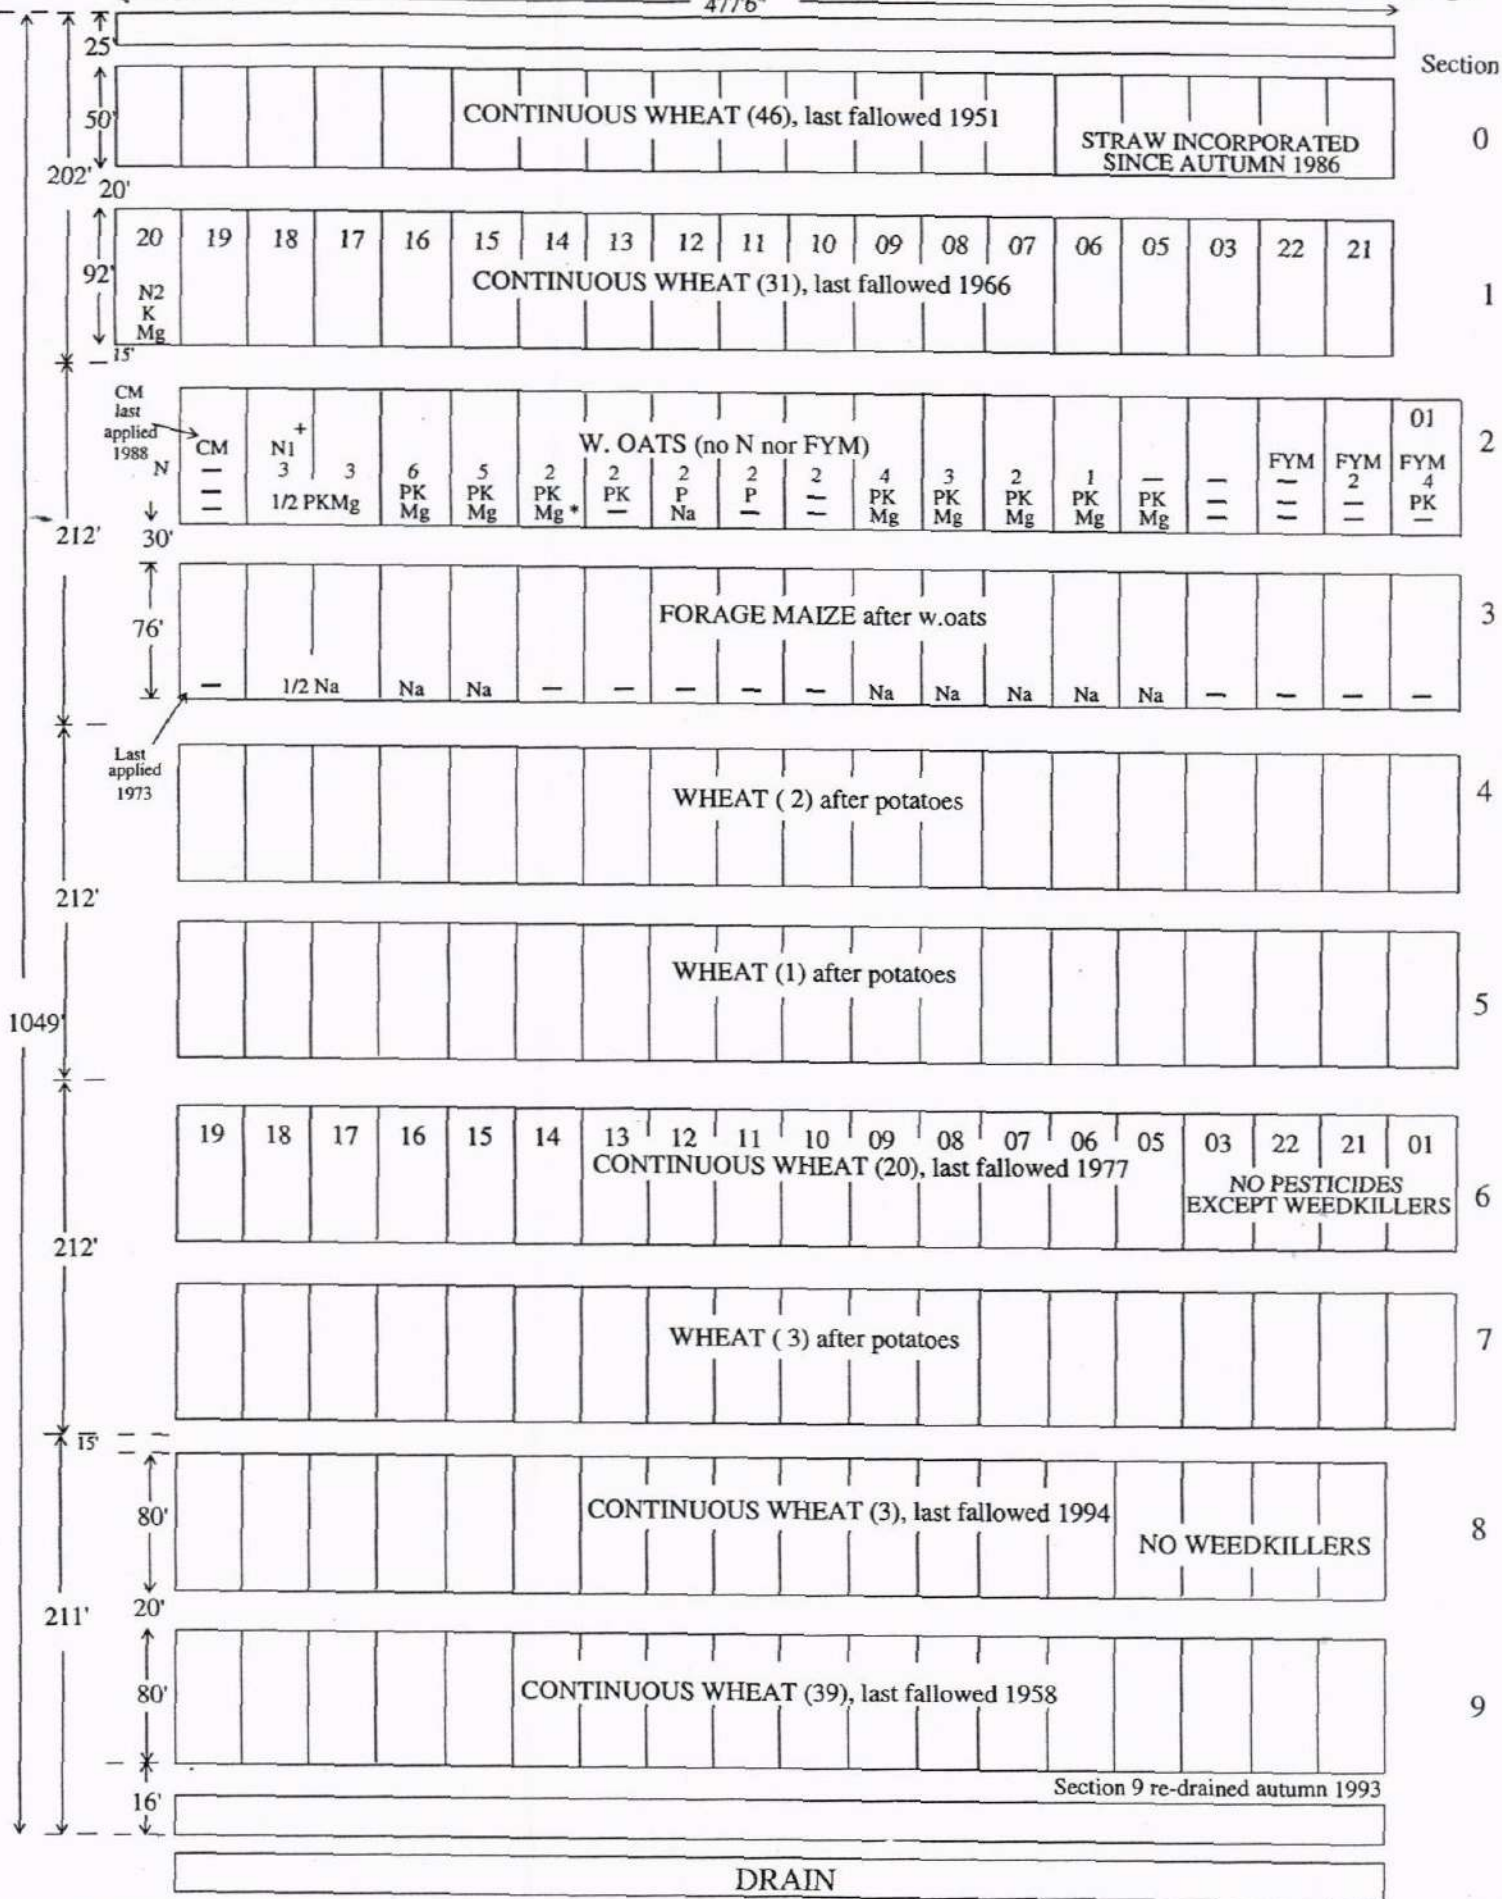 477'6"
25'
Section
50'
CONTINUOUS WHEAT (46), last fallowed 1951
STRAW INCORPORATED
SINCE AUTUMN 1986
0
202'
20'
20 19 18 17 16 15 14 13 12 11 10 09 08 07 06 05 03 22 21
92'
CONTINUOUS WHEAT (31), last fallowed 1966
N2
K
Mg
1
15'
CM
last
applied
1988
01
CM N1+ W. OATS (no N nor FYM) FYM FYM FYM
2
N — 3 3 6 5 2 2 2 2 2 4 3 2 1 — — — 2 4
— 1/2 PKMg PK PK PK PK P P — PK PK PK PK PK — — — PK
— Mg Mg Mg * — Na — — Mg Mg Mg Mg Mg — — — —
212'
30'
76'
FORAGE MAIZE after w.oats
3
— 1/2 Na Na Na — — — — — Na Na Na Na Na — — — —
Last
applied
1973
WHEAT ( 2) after potatoes
4
212'
WHEAT (1) after potatoes
5
1049'
19 18 17 16 15 14 13 12 11 10 09 08 07 06 05 03 22 21 01
CONTINUOUS WHEAT (20), last fallowed 1977
NO PESTICIDES
EXCEPT WEEDKILLERS
6
212'
WHEAT ( 3) after potatoes
7
15'
80'
CONTINUOUS WHEAT (3), last fallowed 1994
NO WEEDKILLERS
8
211'
20'
80'
CONTINUOUS WHEAT (39), last fallowed 1958
9
Section 9 re-drained autumn 1993
16'
DRAIN